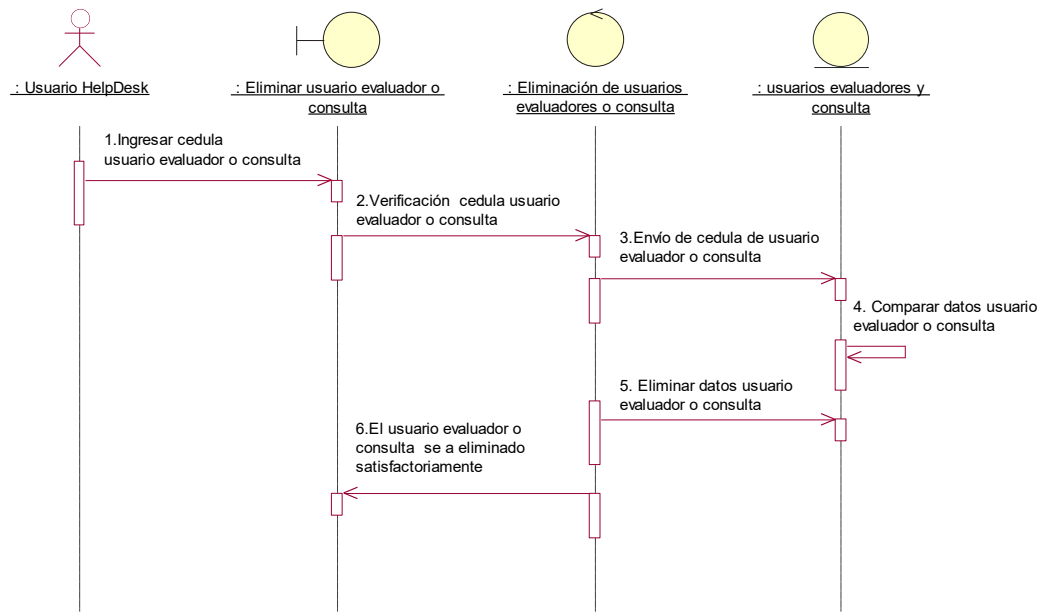 : Usuario HelpDesk
: Eliminar usuario evaluador o
consulta
: Eliminación de usuarios
evaluadores o consulta
: usuarios evaluadores y
consulta
1.Ingresar cedula
usuario evaluador o consulta
2.Verificación cedula usuario
evaluador o consulta
3.Envío de cedula de usuario
evaluador o consulta
4. Comparar datos usuario
evaluador o consulta
5. Eliminar datos usuario
evaluador o consulta
6.El usuario evaluador o
consulta se a eliminado
satisfactoriamente